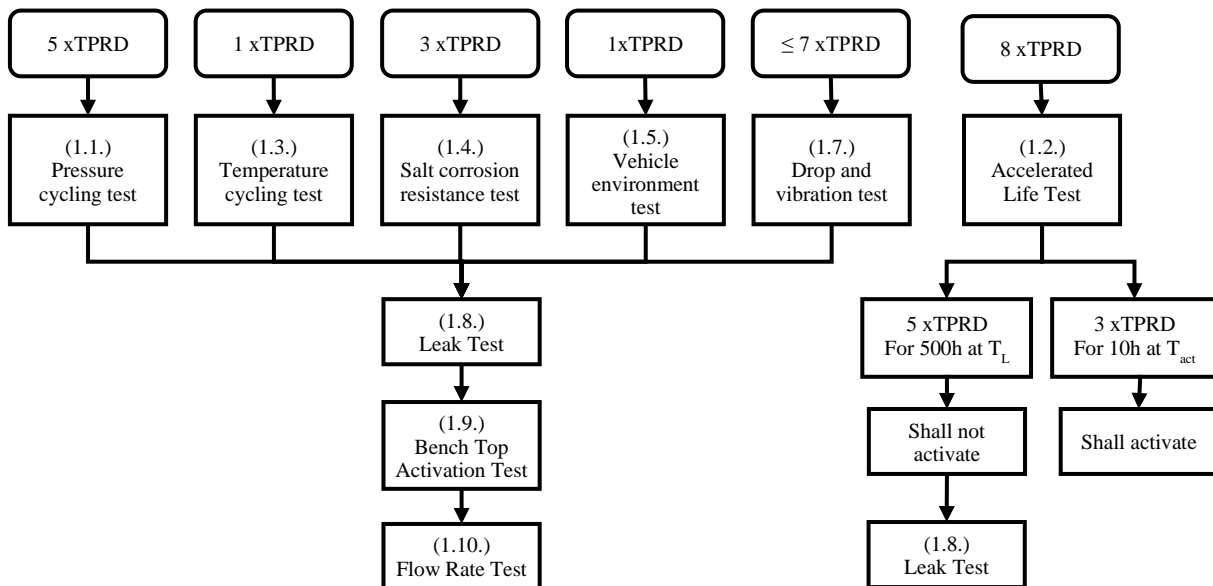 5 xTPRD
1 xTPRD
3 xTPRD
1xTPRD
≤ 7 xTPRD
8 xTPRD
(1.1.)
Pressure
cycling test
(1.3.)
Temperature
cycling test
(1.4.)
Salt corrosion
resistance test
(1.5.)
Vehicle
environment
test
(1.7.)
Drop and
vibration test
(1.2.)
Accelerated
Life Test
(1.8.)
Leak Test
5 xTPRD
For 500h at T_L
3 xTPRD
For 10h at T_act
(1.9.)
Bench Top
Activation Test
Shall not
activate
Shall activate
(1.10.)
Flow Rate Test
(1.8.)
Leak Test